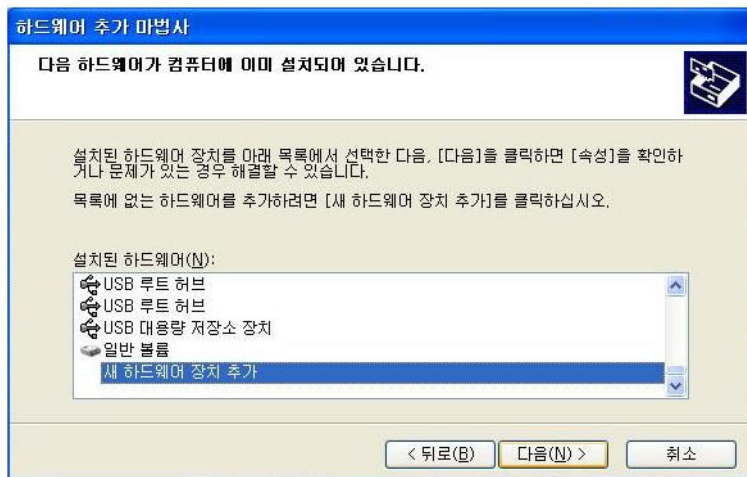 하드웨어 추가 마법사
다음 하드웨어가 컴퓨터에 이미 설치되어 있습니다.
설치된 하드웨어 장치를 아래 목록에서 선택한 다음, [다음]을 클릭하면 [속성]을 확인하
거나 문제가 있는 경우 해결할 수 있습니다.
목록에 없는 하드웨어를 추가하려면 [새 하드웨어 장치 추가]를 클릭하십시오.
설치된 하드웨어(N):
USB 루트 허브
USB 루트 허브
USB 대용량 저장소 장치
일반 볼륨
새 하드웨어 장치 추가
< 뒤로(B) 다음(N) > 취소